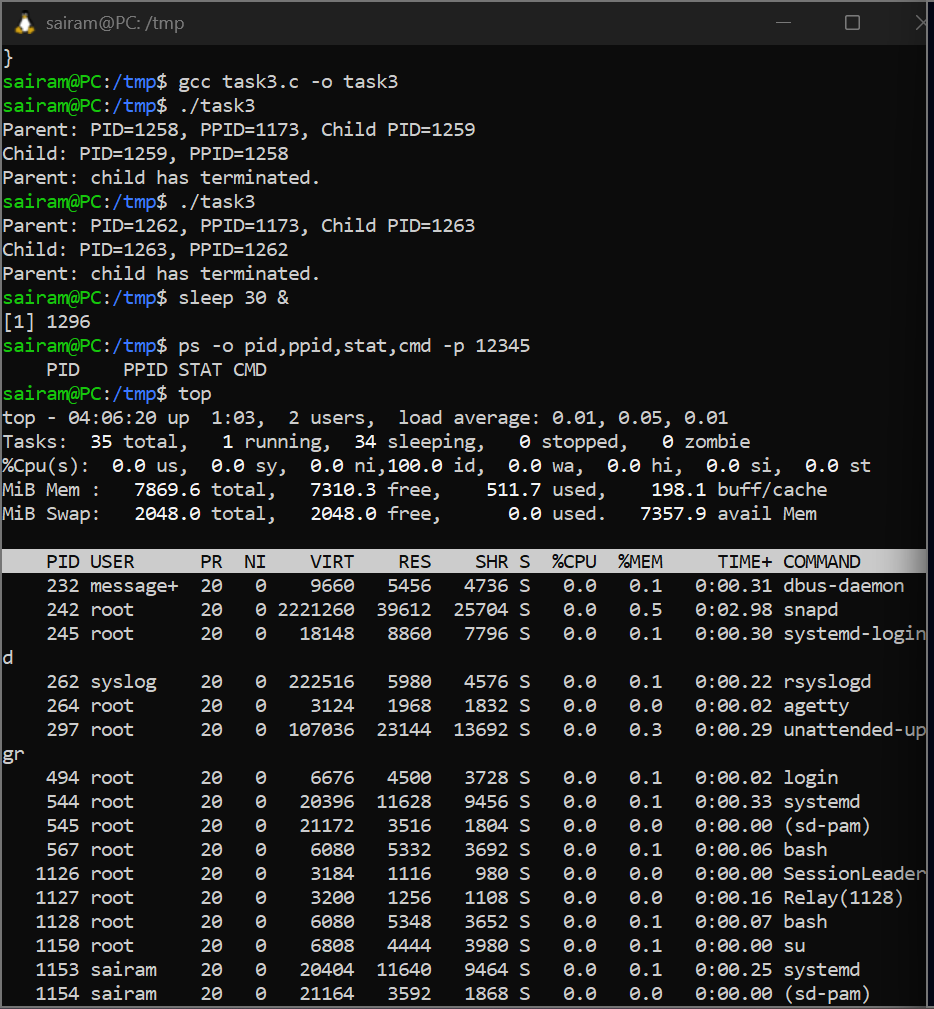 sairam@PC: /tmp
}
sairam@PC:/tmp$ gcc task3.c -o task3
sairam@PC:/tmp$ ./task3
Parent: PID=1258, PPID=1173, Child PID=1259
Child: PID=1259, PPID=1258
Parent: child has terminated.
sairam@PC:/tmp$ ./task3
Parent: PID=1262, PPID=1173, Child PID=1263
Child: PID=1263, PPID=1262
Parent: child has terminated.
sairam@PC:/tmp$ sleep 30 &
[1] 1296
sairam@PC:/tmp$ ps -o pid,ppid,stat,cmd -p 12345
    PID    PPID STAT CMD
sairam@PC:/tmp$ top
top - 04:06:20 up  1:03,  2 users,  load average: 0.01, 0.05, 0.01
Tasks:  35 total,   1 running,  34 sleeping,   0 stopped,   0 zombie
%Cpu(s):  0.0 us,  0.0 sy,  0.0 ni,100.0 id,  0.0 wa,  0.0 hi,  0.0 si,  0.0 st
MiB Mem :   7869.6 total,   7310.3 free,    511.7 used,    198.1 buff/cache
MiB Swap:   2048.0 total,   2048.0 free,      0.0 used.   7357.9 avail Mem
    PID USER      PR  NI    VIRT    RES    SHR S  %CPU  %MEM     TIME+ COMMAND
    232 message+  20   0    9660   5456   4736 S   0.0   0.1   0:00.31 dbus-daemon
    242 root      20   0 2221260  39612  25704 S   0.0   0.5   0:02.98 snapd
    245 root      20   0   18148   8860   7796 S   0.0   0.1   0:00.30 systemd-login
d
    262 syslog    20   0  222516   5980   4576 S   0.0   0.1   0:00.22 rsyslogd
    264 root      20   0    3124   1968   1832 S   0.0   0.0   0:00.02 agetty
    297 root      20   0  107036  23144  13692 S   0.0   0.3   0:00.29 unattended-up
gr
    494 root      20   0    6676   4500   3728 S   0.0   0.1   0:00.02 login
    544 root      20   0   20396  11628   9456 S   0.0   0.1   0:00.33 systemd
    545 root      20   0   21172   3516   1804 S   0.0   0.0   0:00.00 (sd-pam)
    567 root      20   0    6080   5332   3692 S   0.0   0.1   0:00.06 bash
   1126 root      20   0    3184   1116    980 S   0.0   0.0   0:00.00 SessionLeader
   1127 root      20   0    3200   1256   1108 S   0.0   0.0   0:00.16 Relay(1128)
   1128 root      20   0    6080   5348   3652 S   0.0   0.1   0:00.07 bash
   1150 root      20   0    6808   4444   3980 S   0.0   0.1   0:00.00 su
   1153 sairam    20   0   20404  11640   9464 S   0.0   0.1   0:00.25 systemd
   1154 sairam    20   0   21164   3592   1868 S   0.0   0.0   0:00.00 (sd-pam)